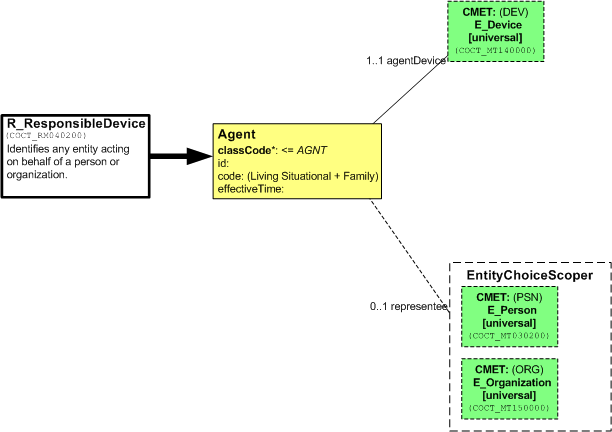 CMET: (DEV)
E_Device
[universal]
(COCT_MT140000)
1..1 agentDevice
R_ResponsibleDevice
(COCT_RM040200)
Identifies any entity acting
on behalf of a person or
organization.
Agent
classCode*: <= AGNT
id:
code: (Living Situational + Family)
effectiveTime:
EntityChoiceScoper
0..1 representee
CMET: (PSN)
E_Person
[universal]
(COCT_MT030200)
CMET: (ORG)
E_Organization
[universal]
(COCT_MT150000)